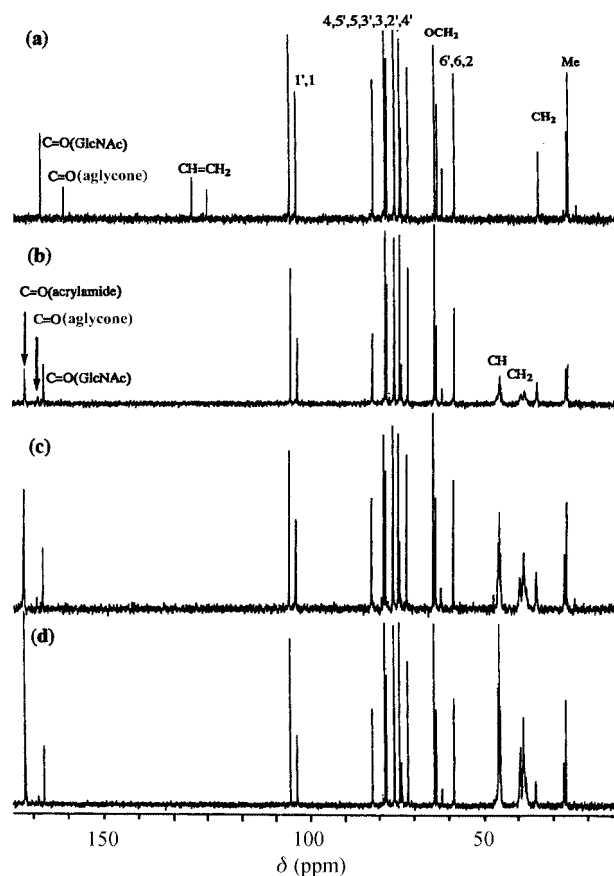 4,5',5,3',3,2',4'
(a)
OCH₂
6',6,2
Me
1',1
CH₂
C=O(GlcNAc)
CH=CH₂
C=O(aglycone)
(b)
C=O(acrylamide)
C=O(aglycone)
CH
CH₂
C=O(GlcNAc)
(c)
(d)
150
100
50
δ (ppm)